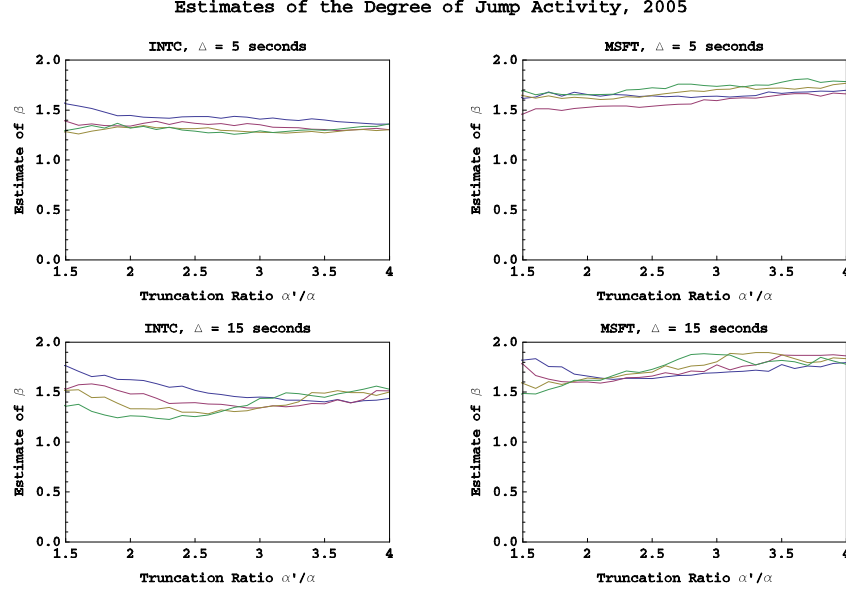 Estimates of the Degree of Jump Activity, 2005
INTC, Δ = 5 seconds
2.0
1.5
1.0
0.5
0.0
Estimate of β
1.5 2 2.5 3 3.5 4
Truncation Ratio α'/α
MSFT, Δ = 5 seconds
2.0
1.5
1.0
0.5
0.0
Estimate of β
1.5 2 2.5 3 3.5 4
Truncation Ratio α'/α
INTC, Δ = 15 seconds
2.0
1.5
1.0
0.5
0.0
Estimate of β
1.5 2 2.5 3 3.5 4
Truncation Ratio α'/α
MSFT, Δ = 15 seconds
2.0
1.5
1.0
0.5
0.0
Estimate of β
1.5 2 2.5 3 3.5 4
Truncation Ratio α'/α